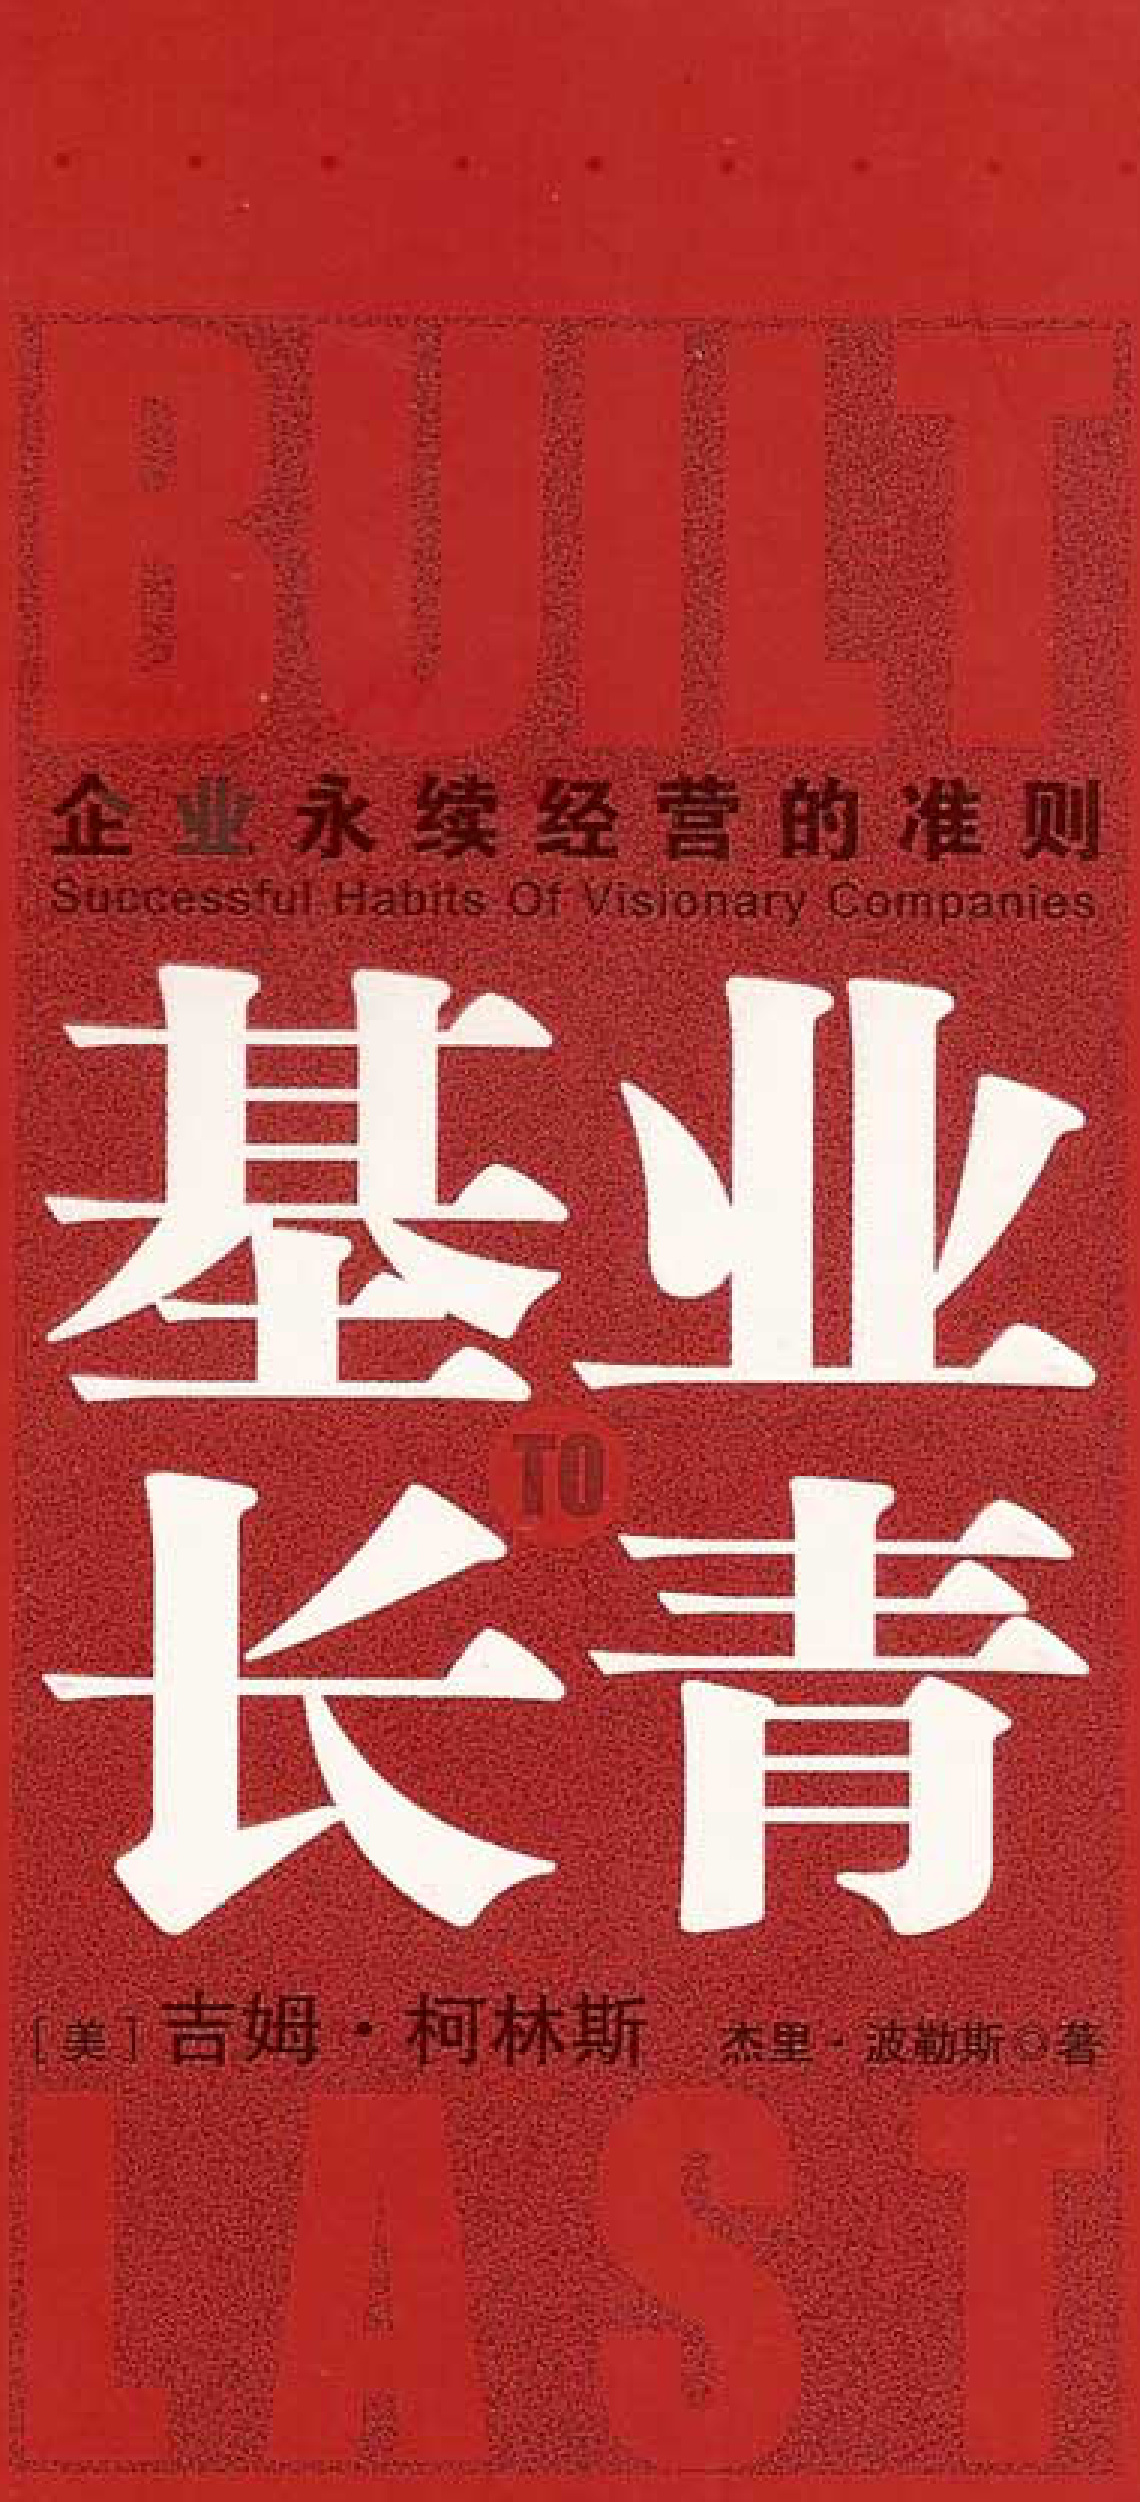 BUILT
企业永续经营的准则
Successful Habits Of Visionary Companies
基业
TO
长青
[美] 吉姆·柯林斯 杰里·波勒斯◎著
LAST